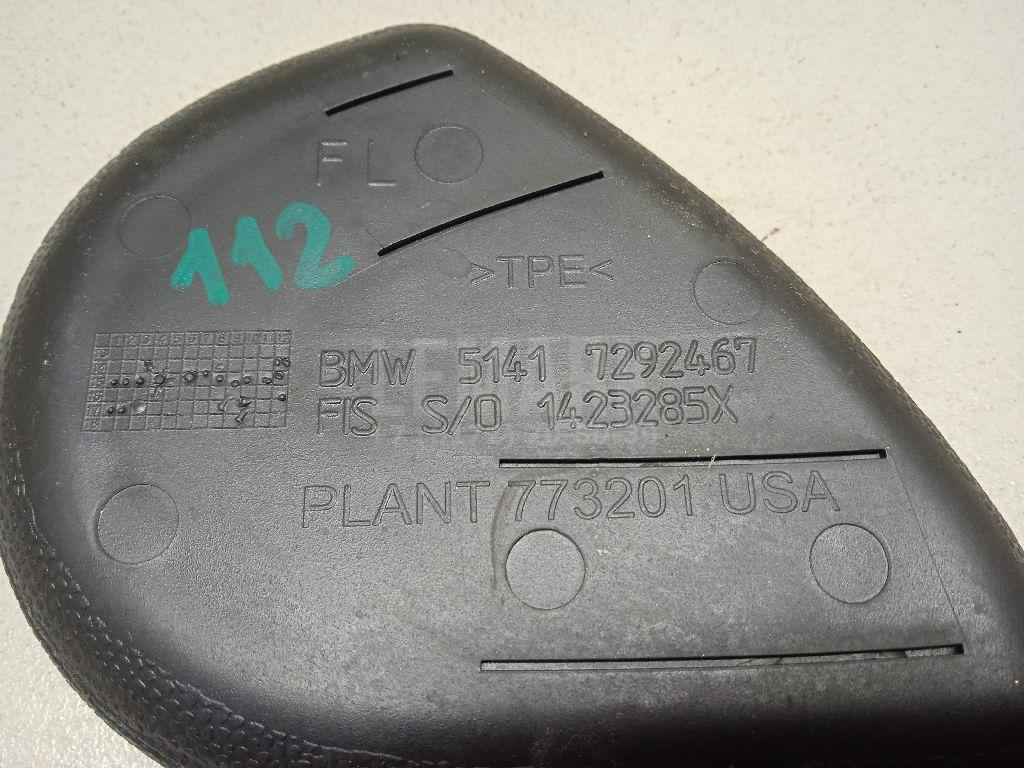 FL
112
>TPE<
BMW 5141 7292467
FIS S/O 1423285X
PLANT 773201 USA